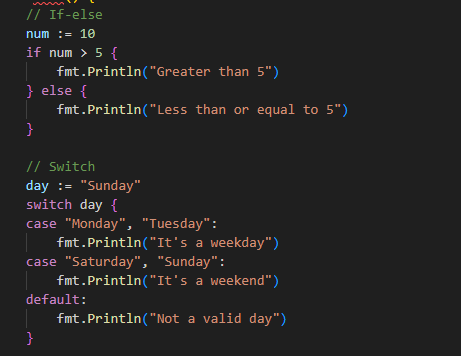 // If-else
num := 10
if num > 5 {
    fmt.Println("Greater than 5")
} else {
    fmt.Println("Less than or equal to 5")
}

// Switch
day := "Sunday"
switch day {
case "Monday", "Tuesday":
    fmt.Println("It's a weekday")
case "Saturday", "Sunday":
    fmt.Println("It's a weekend")
default:
    fmt.Println("Not a valid day")
}